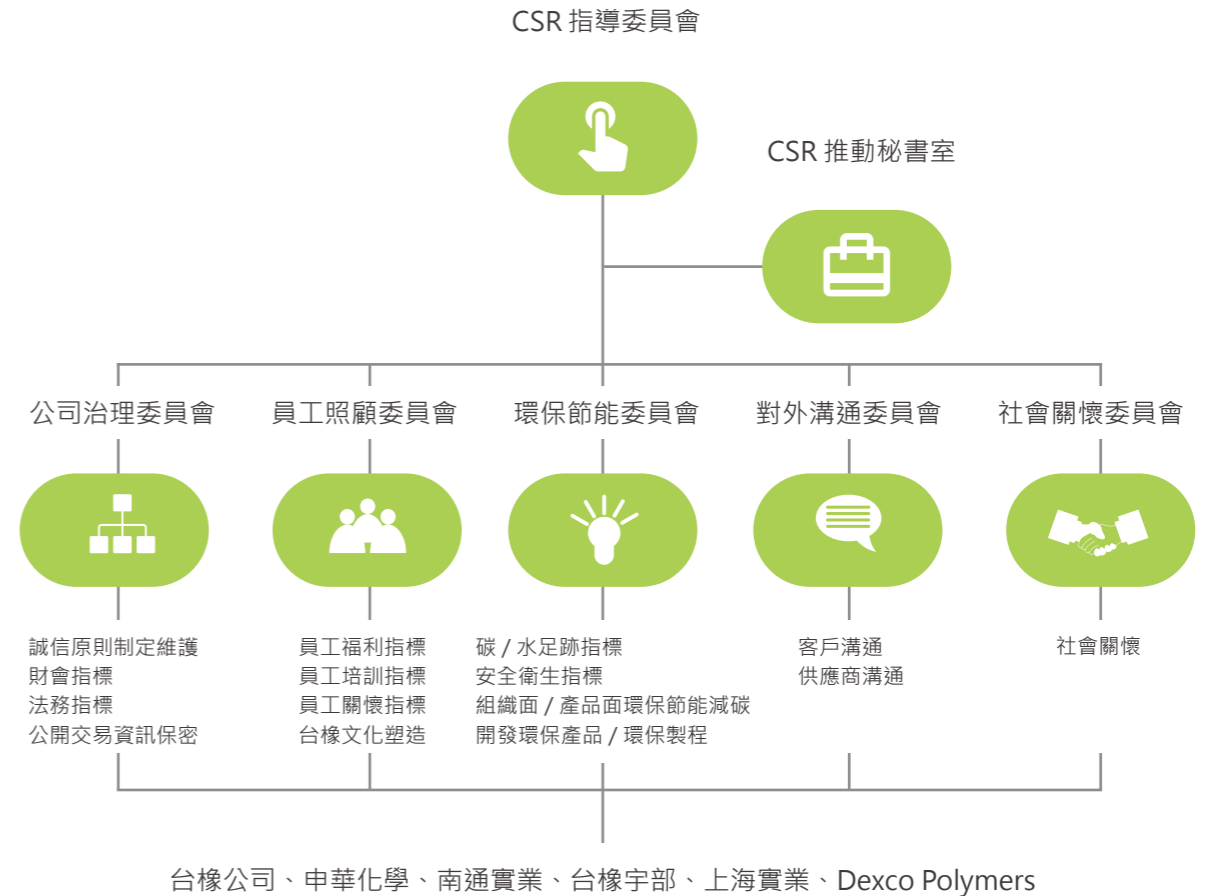 CSR 指導委員會
CSR 推動秘書室
公司治理委員會
員工照顧委員會
環保節能委員會
對外溝通委員會
社會關懷委員會
誠信原則制定維護
財會指標
法務指標
公開交易資訊保密
員工福利指標
員工培訓指標
員工關懷指標
台橡文化塑造
碳 / 水足跡指標
安全衛生指標
組織面 / 產品面環保節能減碳
開發環保產品 / 環保製程
客戶溝通
供應商溝通
社會關懷
台橡公司、申華化學、南通實業、台橡宇部、上海實業、Dexco Polymers